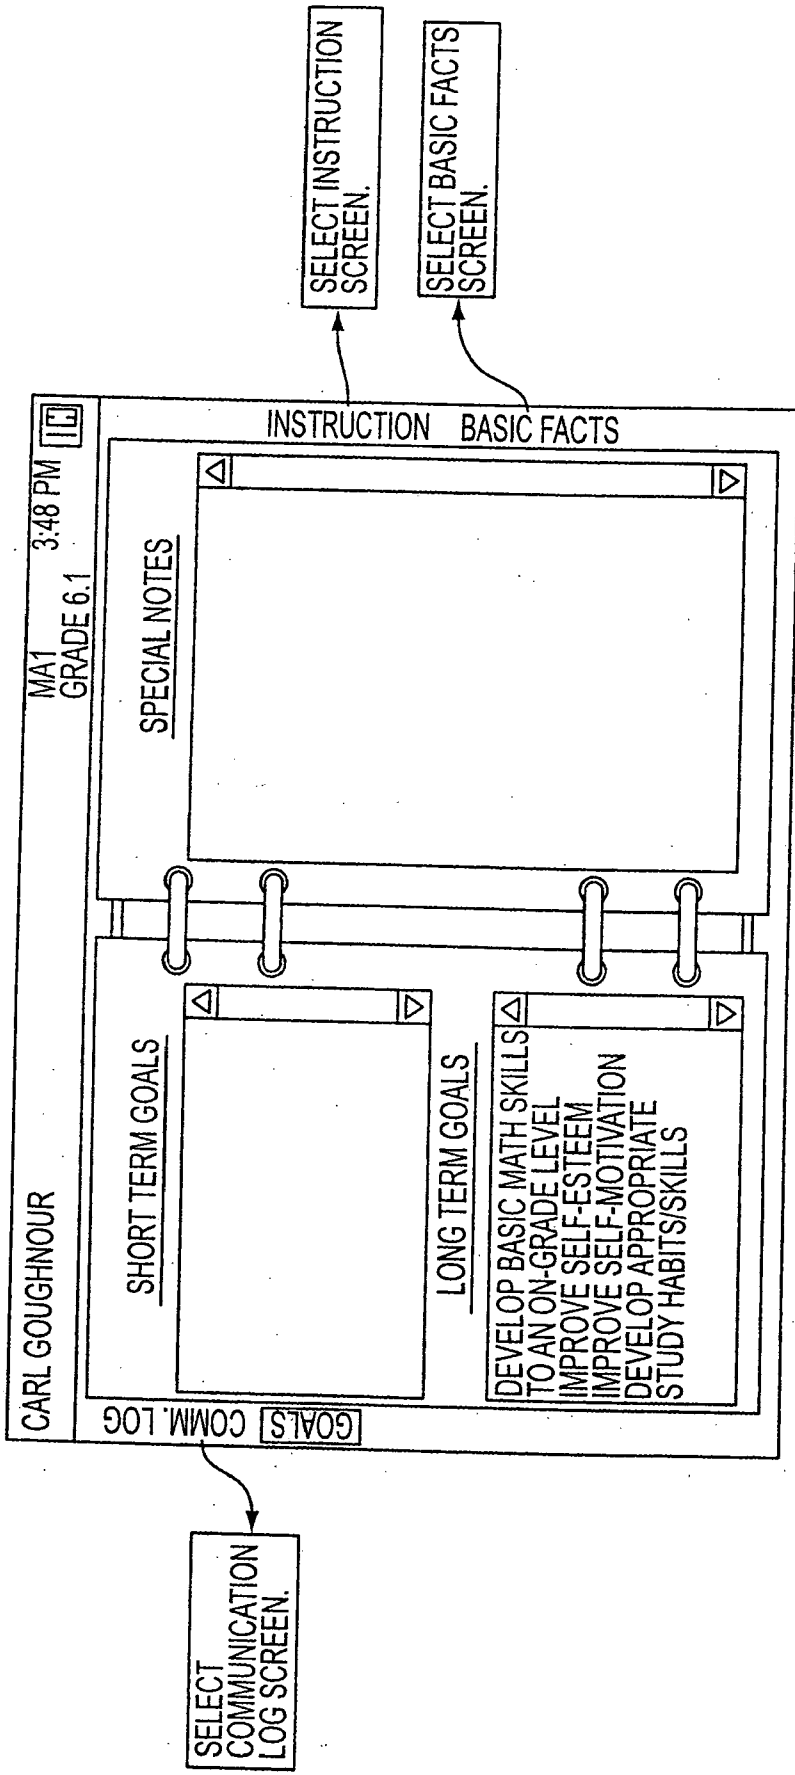 CARL GOUGHNOUR
MA1 3:48 PM
GRADE 6.1
COMM. LOG
GOALS
SHORT TERM GOALS
LONG TERM GOALS
DEVELOP BASIC MATH SKILLS
TO AN ON-GRADE LEVEL
IMPROVE SELF-ESTEEM
IMPROVE SELF-MOTIVATION
DEVELOP APPROPRIATE
STUDY HABITS/SKILLS
SPECIAL NOTES
INSTRUCTION
BASIC FACTS
SELECT
COMMUNICATION
LOG SCREEN.
SELECT INSTRUCTION
SCREEN.
SELECT BASIC FACTS
SCREEN.